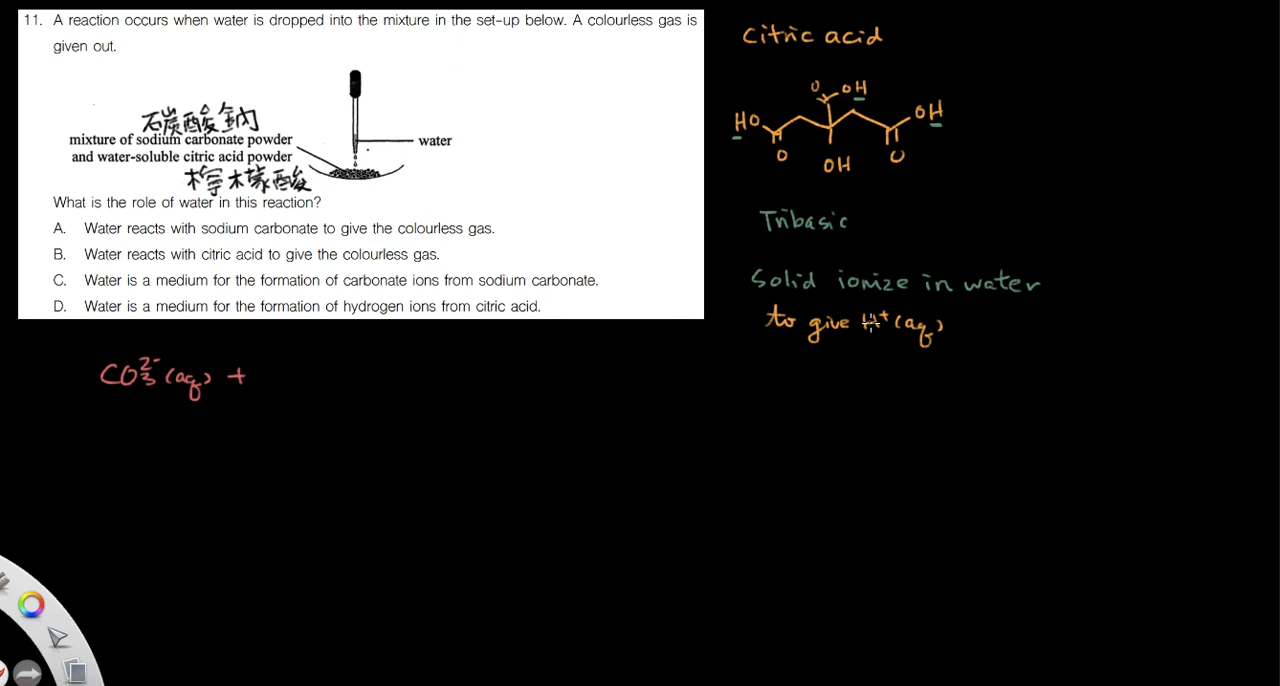 11. A reaction occurs when water is dropped into the mixture in the set-up below. A colourless gas is
given out.
石炭酸鈉
mixture of sodium carbonate powder
and water-soluble citric acid powder
water
檸檬酸
What is the role of water in this reaction?
A. Water reacts with sodium carbonate to give the colourless gas.
B. Water reacts with citric acid to give the colourless gas.
C. Water is a medium for the formation of carbonate ions from sodium carbonate.
D. Water is a medium for the formation of hydrogen ions from citric acid.
CO₃²⁻(aq) +
Citric acid
O OH
HO OH
O OH O
Tribasic
Solid ionize in water
to give H⁺(aq)